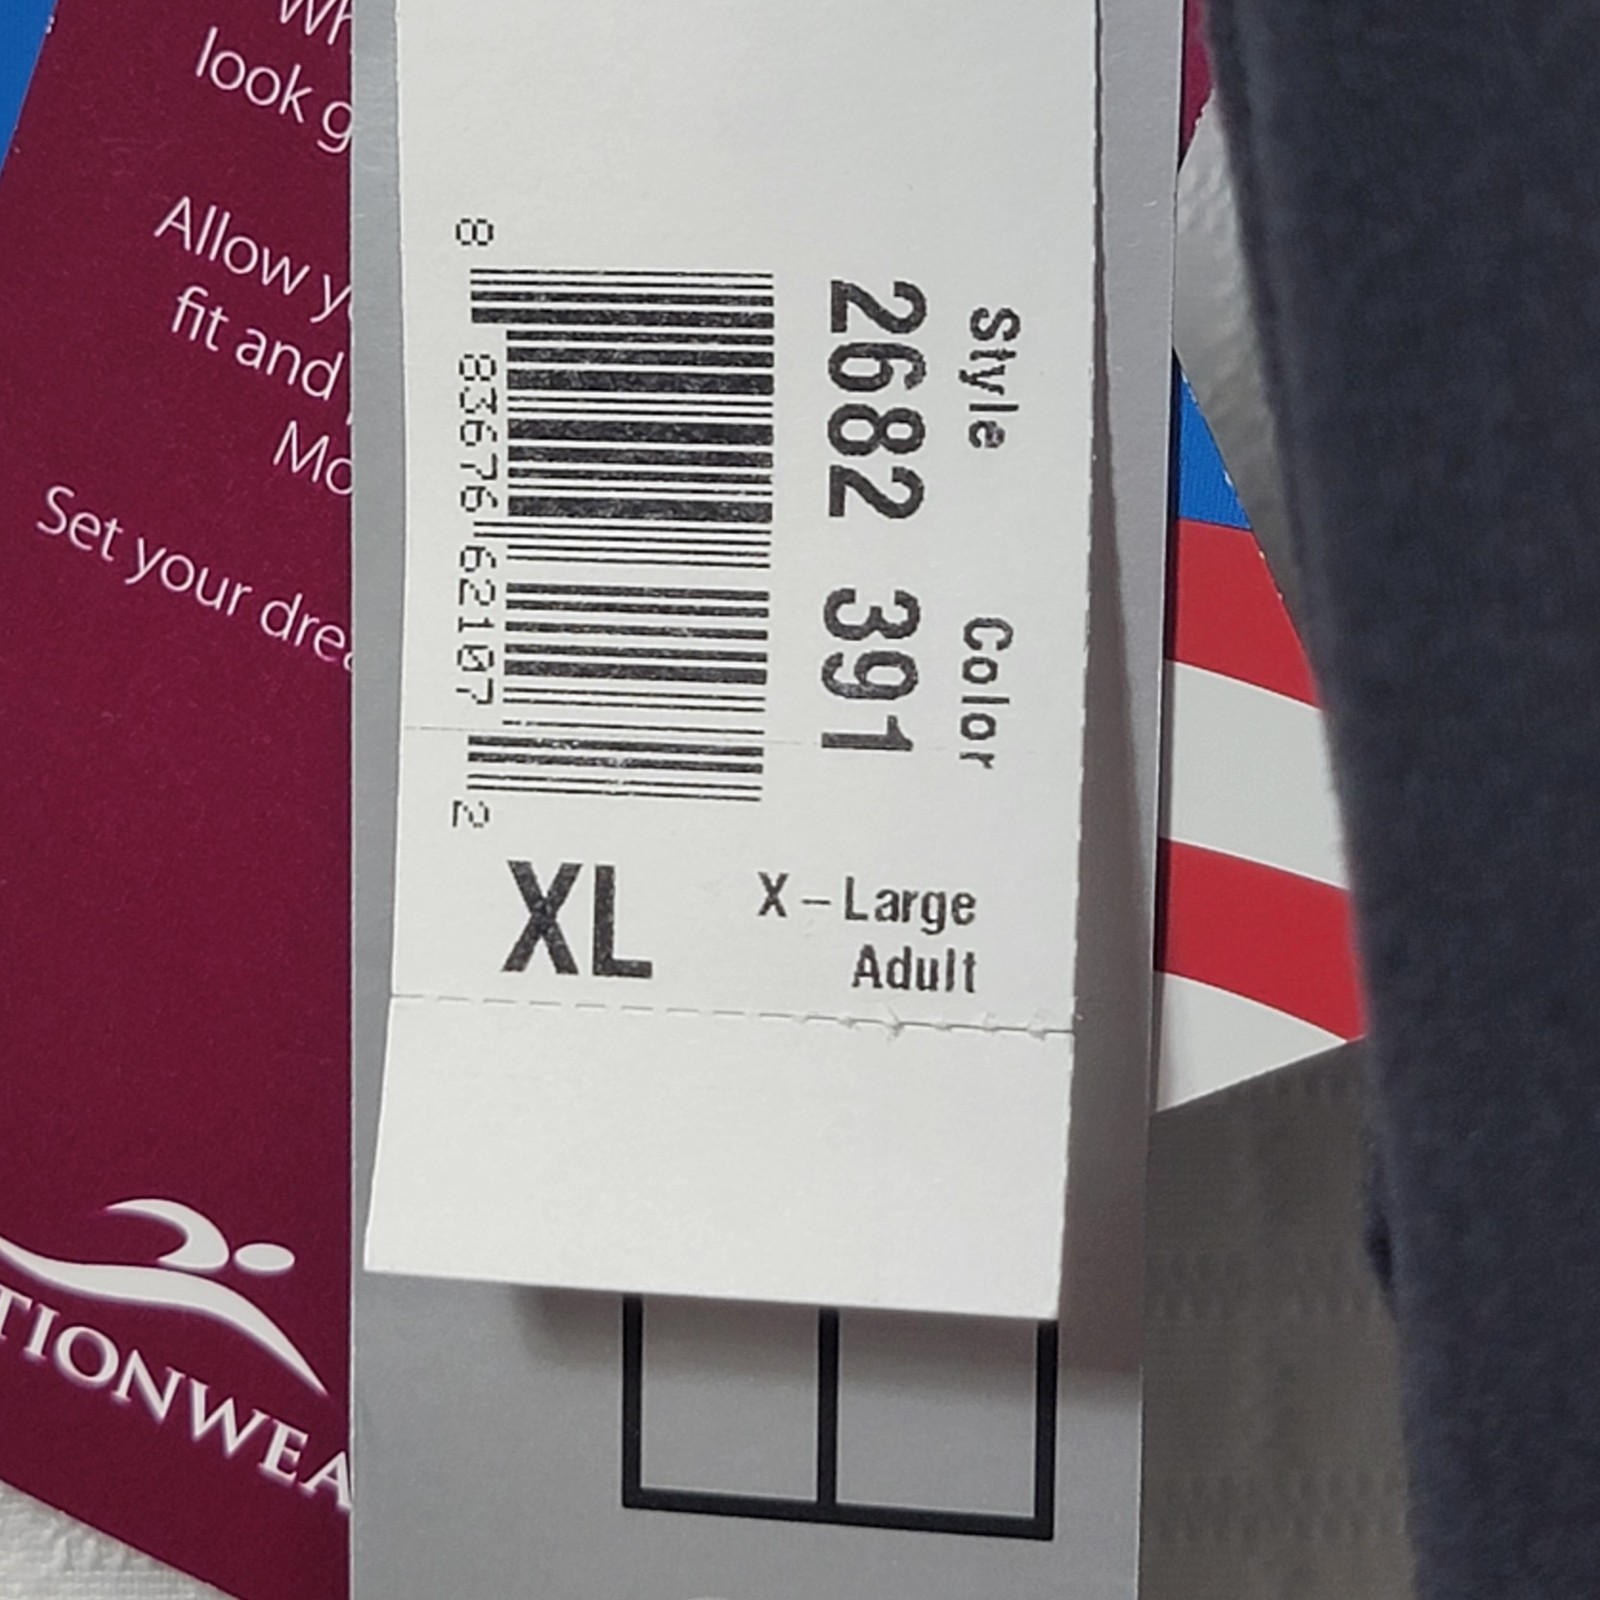 look g
Allow y
fit and
Mo
Set your drea
TIONWEA
Style Color
2682 391
8 83676 62107 2
XL
X-Large
Adult